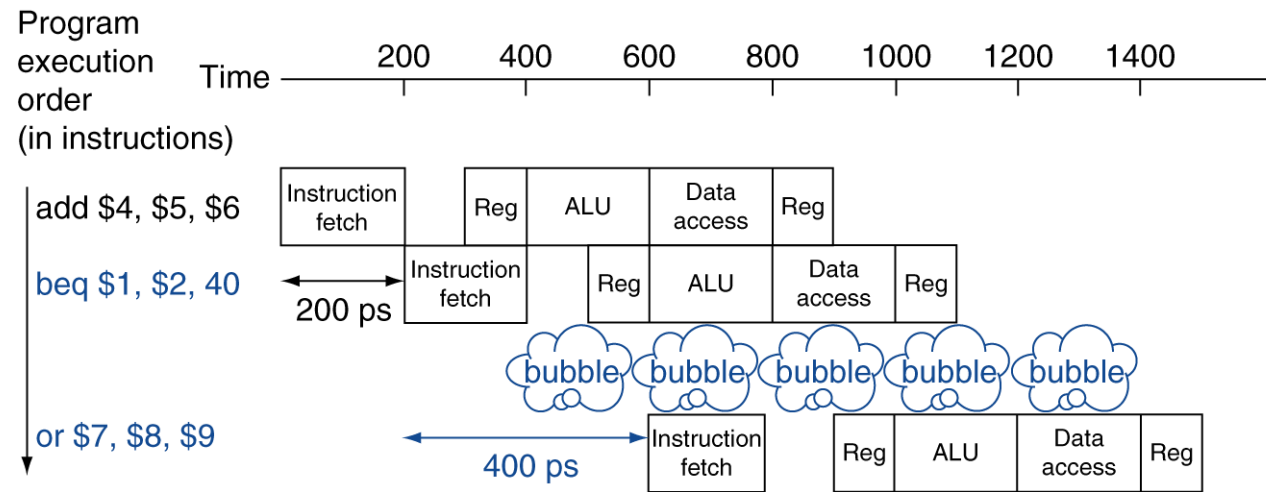 Program
execution
order
(in instructions)
Time
200 400 600 800 1000 1200 1400
add $4, $5, $6
Instruction
fetch
Reg
ALU
Data
access
Reg
beq $1, $2, 40
200 ps
Instruction
fetch
Reg
ALU
Data
access
Reg
bubble bubble bubble bubble bubble
or $7, $8, $9
400 ps
Instruction
fetch
Reg
ALU
Data
access
Reg